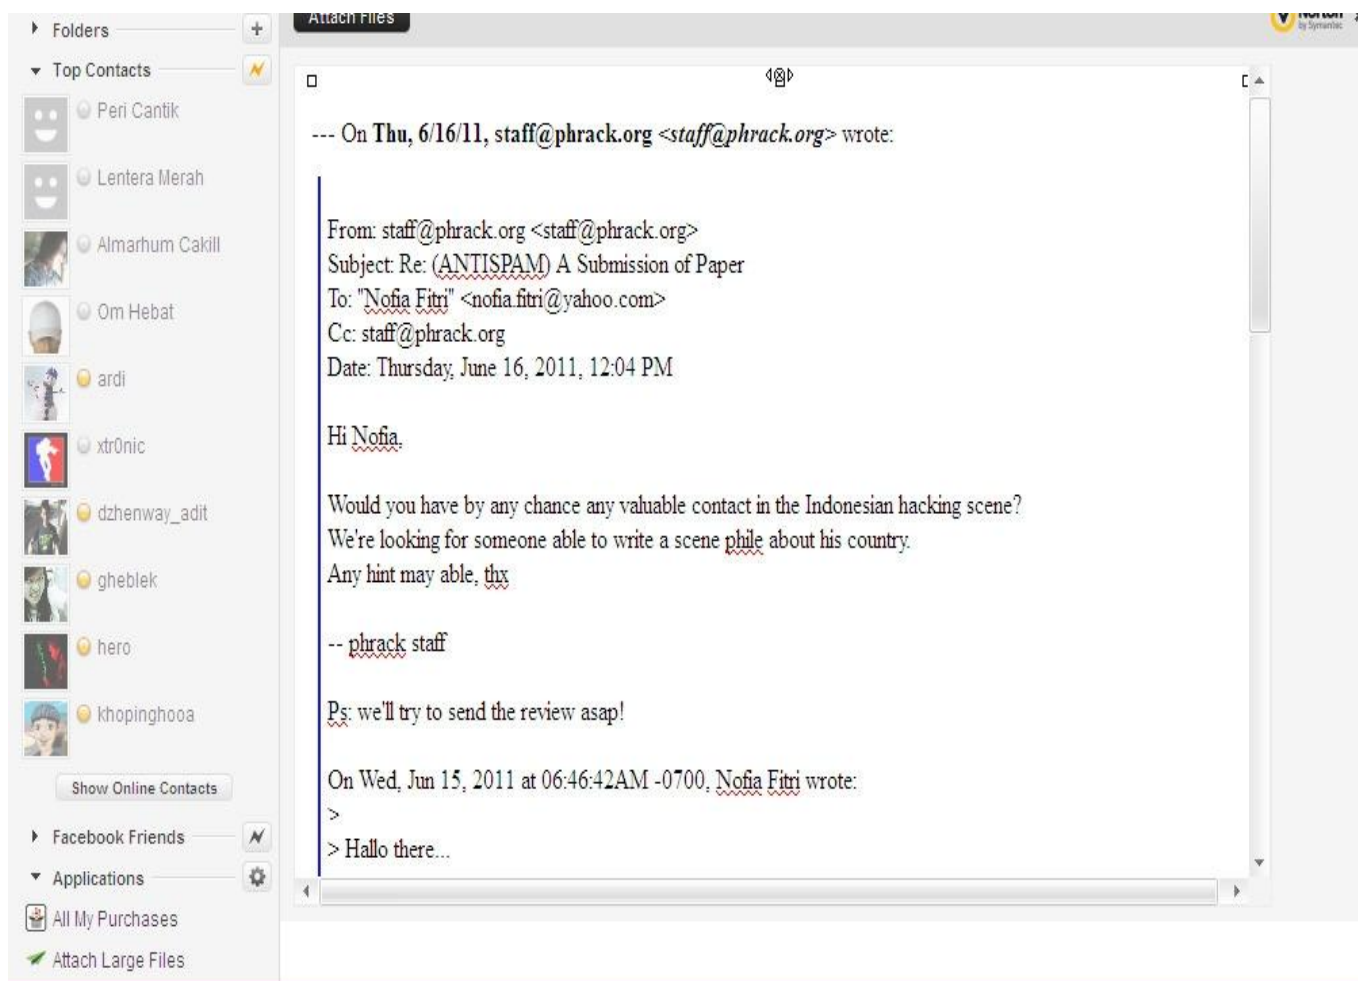 Folders
Top Contacts
Peri Cantik
Lentera Merah
Almarhum Cakill
Om Hebat
ardi
xtr0nic
dzhenway_adit
gheblek
hero
khopinghooa
Show Online Contacts
Facebook Friends
Applications
All My Purchases
Attach Large Files
Attach Files
Norton
by Symantec
--- On Thu, 6/16/11, staff@phrack.org <staff@phrack.org> wrote:
From: staff@phrack.org <staff@phrack.org>
Subject: Re: (ANTISPAM) A Submission of Paper
To: "Nofia Fitri" <nofia.fitri@yahoo.com>
Cc: staff@phrack.org
Date: Thursday, June 16, 2011, 12:04 PM
Hi Nofia,
Would you have by any chance any valuable contact in the Indonesian hacking scene?
We're looking for someone able to write a scene phile about his country.
Any hint may able, thx
-- phrack staff
Ps: we'll try to send the review asap!
On Wed, Jun 15, 2011 at 06:46:42AM -0700, Nofia Fitri wrote:
>
> Hallo there...